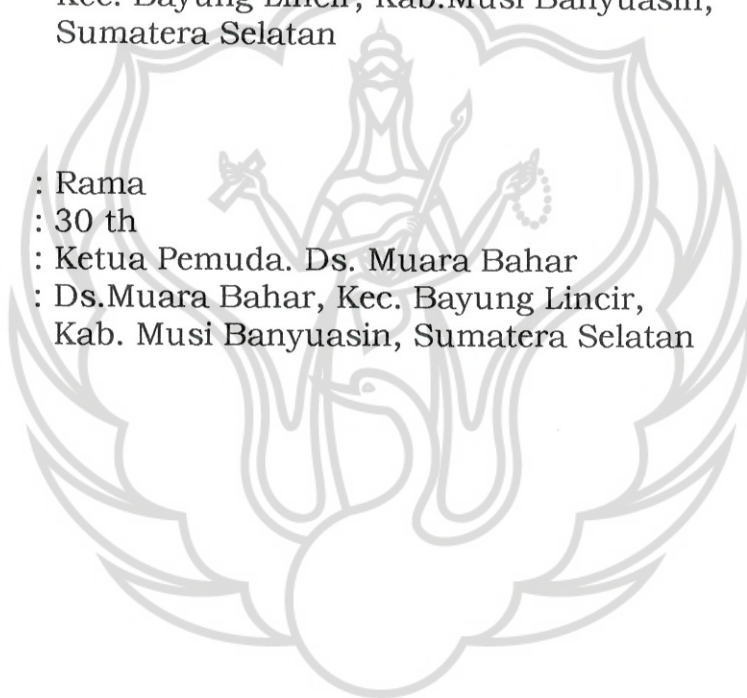 Kec. Bayung Lincir, Kab.Musi Banyuasin,
Sumatera Selatan
: Rama
: 30 th
: Ketua Pemuda. Ds. Muara Bahar
: Ds.Muara Bahar, Kec. Bayung Lincir,
Kab. Musi Banyuasin, Sumatera Selatan